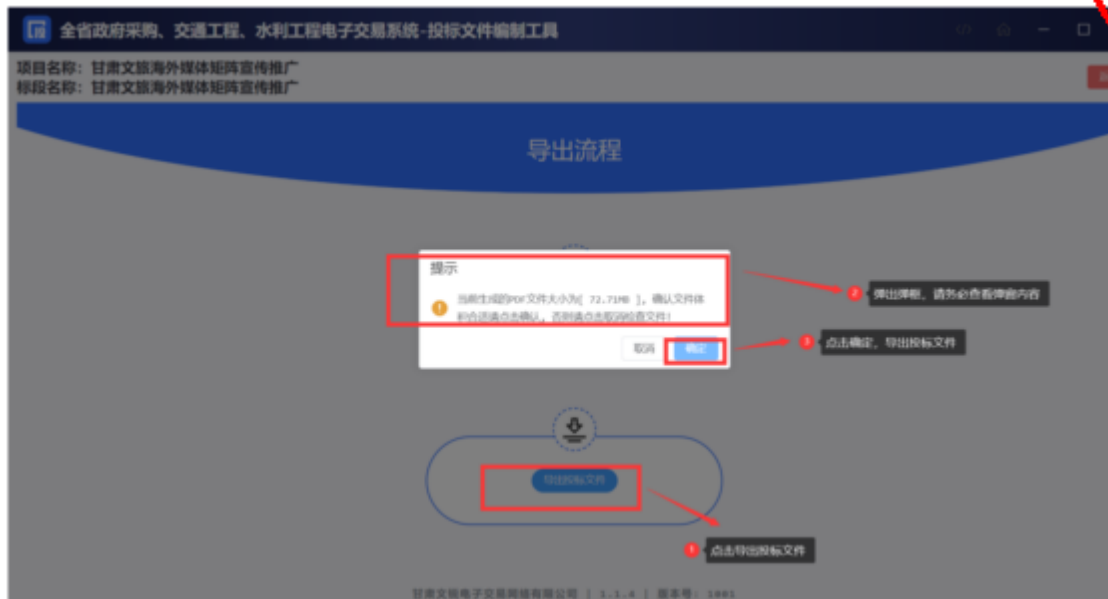 全省政府采购、交通工程、水利工程电子交易系统-投标文件编制工具
项目名称：甘肃文旅海外媒体矩阵宣传推广
标段名称：甘肃文旅海外媒体矩阵宣传推广
导出流程
提示
当前生成的PDF文件大小为[ 72.71MB ]，确认文件体
积合适请点击确认，否则请点击取消检查文件！
取消 确定
2 弹出弹框，请务必查看弹窗内容
3 点击确定，导出投标文件
导出投标文件
1 点击导出投标文件
| 1.1.4 | 版本号: 1001